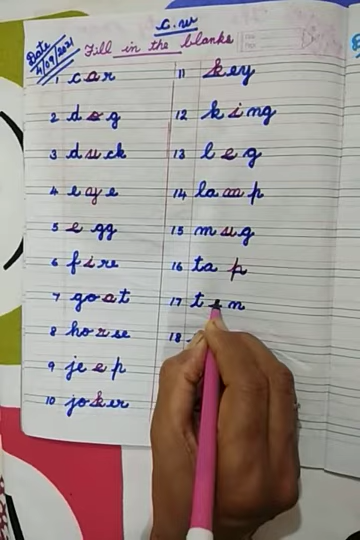 C.W
Date
4/09/2021
Fill in the blanks
1 car
2 dog
3 duck
4 eye
5 egg
6 fire
7 goat
8 horse
9 jeep
10 joker
11 key
12 king
13 leg
14 lamp
15 mug
16 tap
17 ten
18